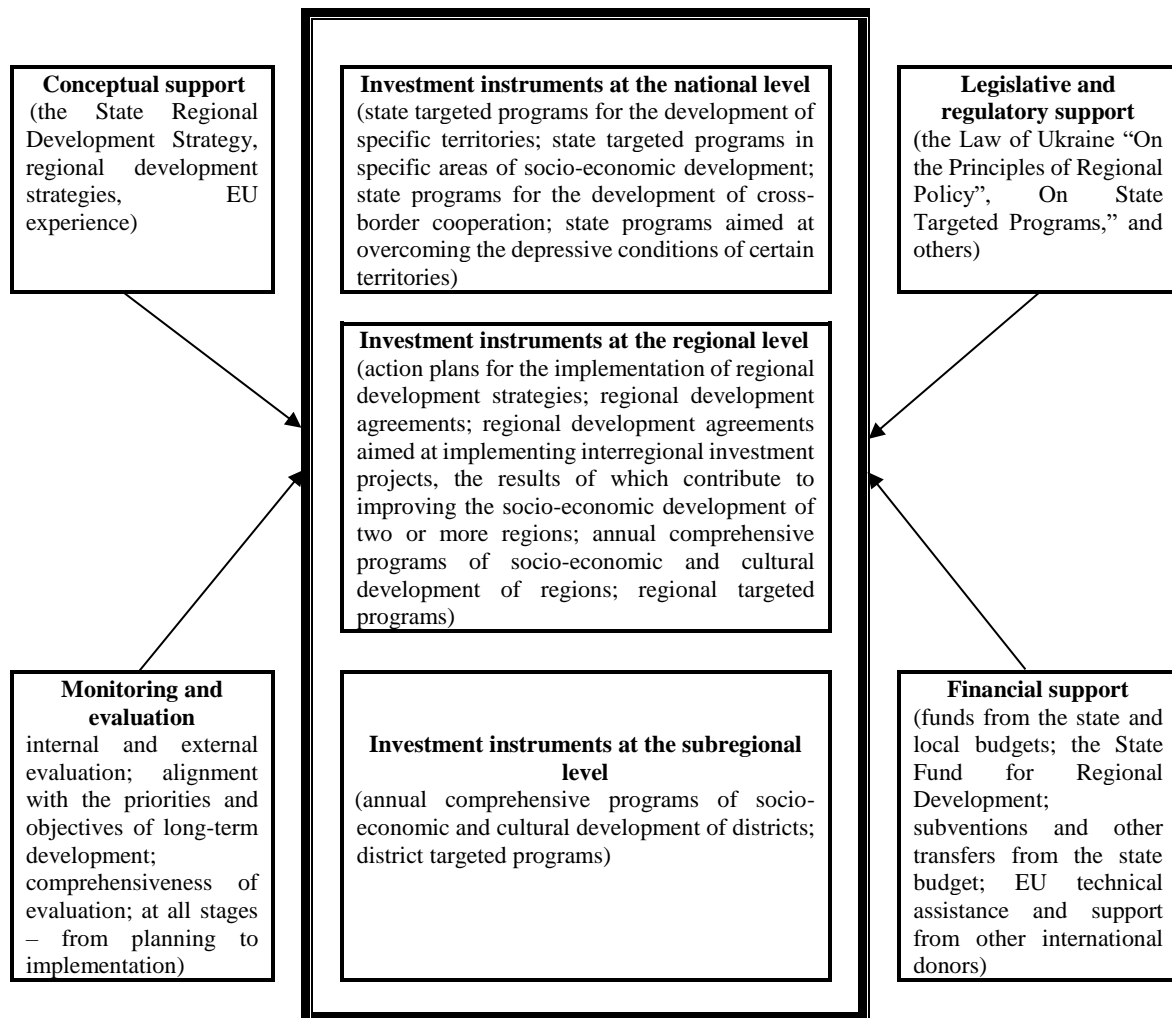 Conceptual support
(the State Regional
Development Strategy,
regional development
strategies, EU
experience)
Investment instruments at the national level
(state targeted programs for the development of
specific territories; state targeted programs in
specific areas of socio-economic development;
state programs for the development of cross-
border cooperation; state programs aimed at
overcoming the depressive conditions of certain
territories)
Legislative and
regulatory support
(the Law of Ukraine “On
the Principles of Regional
Policy”, On State
Targeted Programs,” and
others)
Investment instruments at the regional level
(action plans for the implementation of regional
development strategies; regional development
agreements; regional development agreements
aimed at implementing interregional investment
projects, the results of which contribute to
improving the socio-economic development of
two or more regions; annual comprehensive
programs of socio-economic and cultural
development of regions; regional targeted
programs)
Monitoring and
evaluation
internal and external
evaluation; alignment
with the priorities and
objectives of long-term
development;
comprehensiveness of
evaluation; at all stages
– from planning to
implementation)
Investment instruments at the subregional
level
(annual comprehensive programs of socio-
economic and cultural development of districts;
district targeted programs)
Financial support
(funds from the state and
local budgets; the State
Fund for Regional
Development;
subventions and other
transfers from the state
budget; EU technical
assistance and support
from other international
donors)